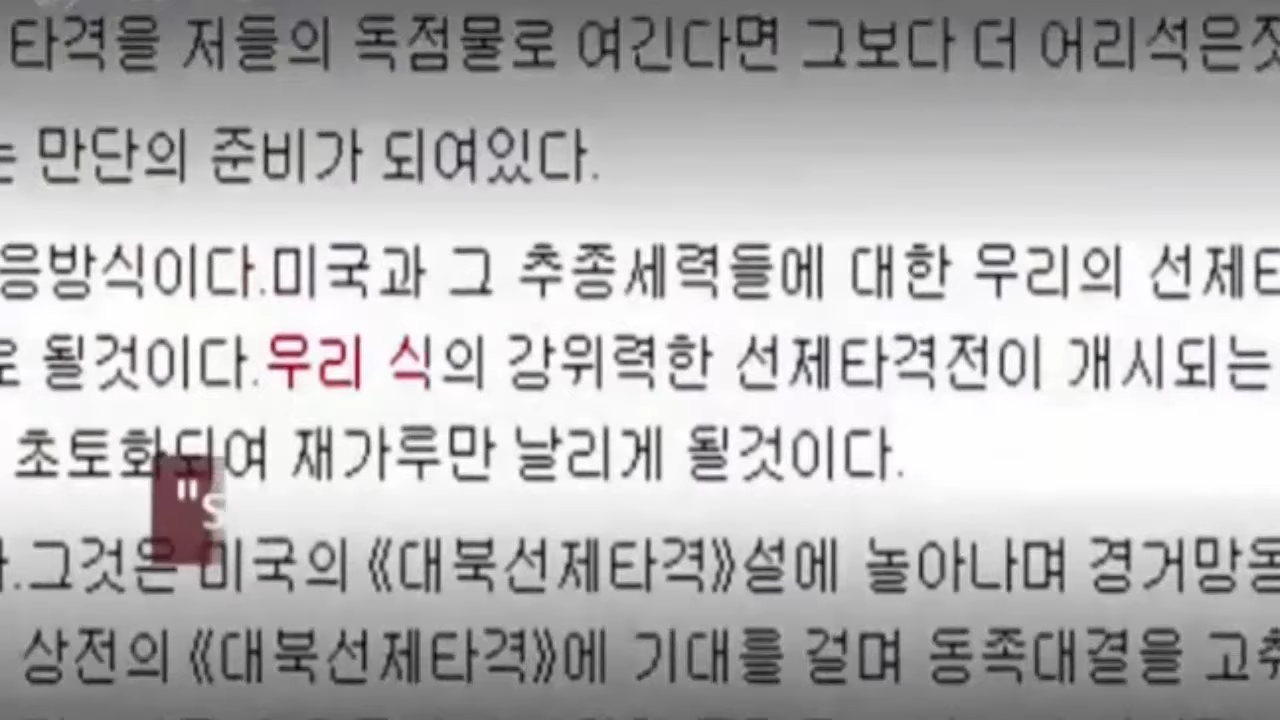 타격을 저들의 독점물로 여긴다면 그보다 더 어리석은
만단의 준비가 되여있다.
응방식이다.미국과 그 추종세력들에 대한 우리의 선제타
될것이다.우리 식의 강위력한 선제타격전이 개시되는
초토화되여 재가루만 날리게 될것이다.
"S
그것은 미국의 《대북선제타격》설에 놀아나며 경거망동
상전의 《대북선제타격》에 기대를 걸며 동족대결을 고취